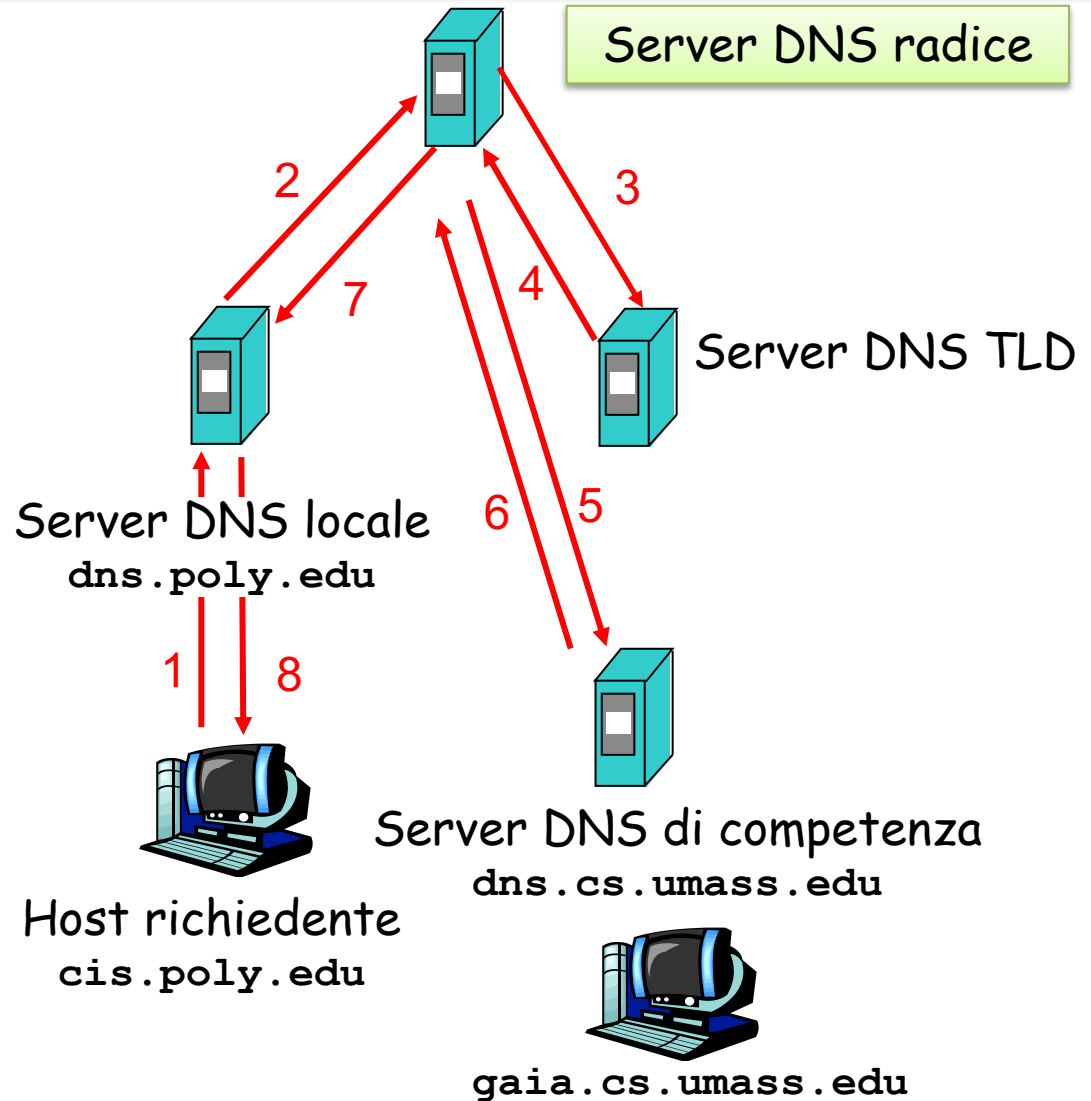 Server DNS radice
2
3
7
4
Server DNS TLD
Server DNS locale
dns.poly.edu
6
5
1
8
Server DNS di competenza
dns.cs.umass.edu
Host richiedente
cis.poly.edu
gaia.cs.umass.edu